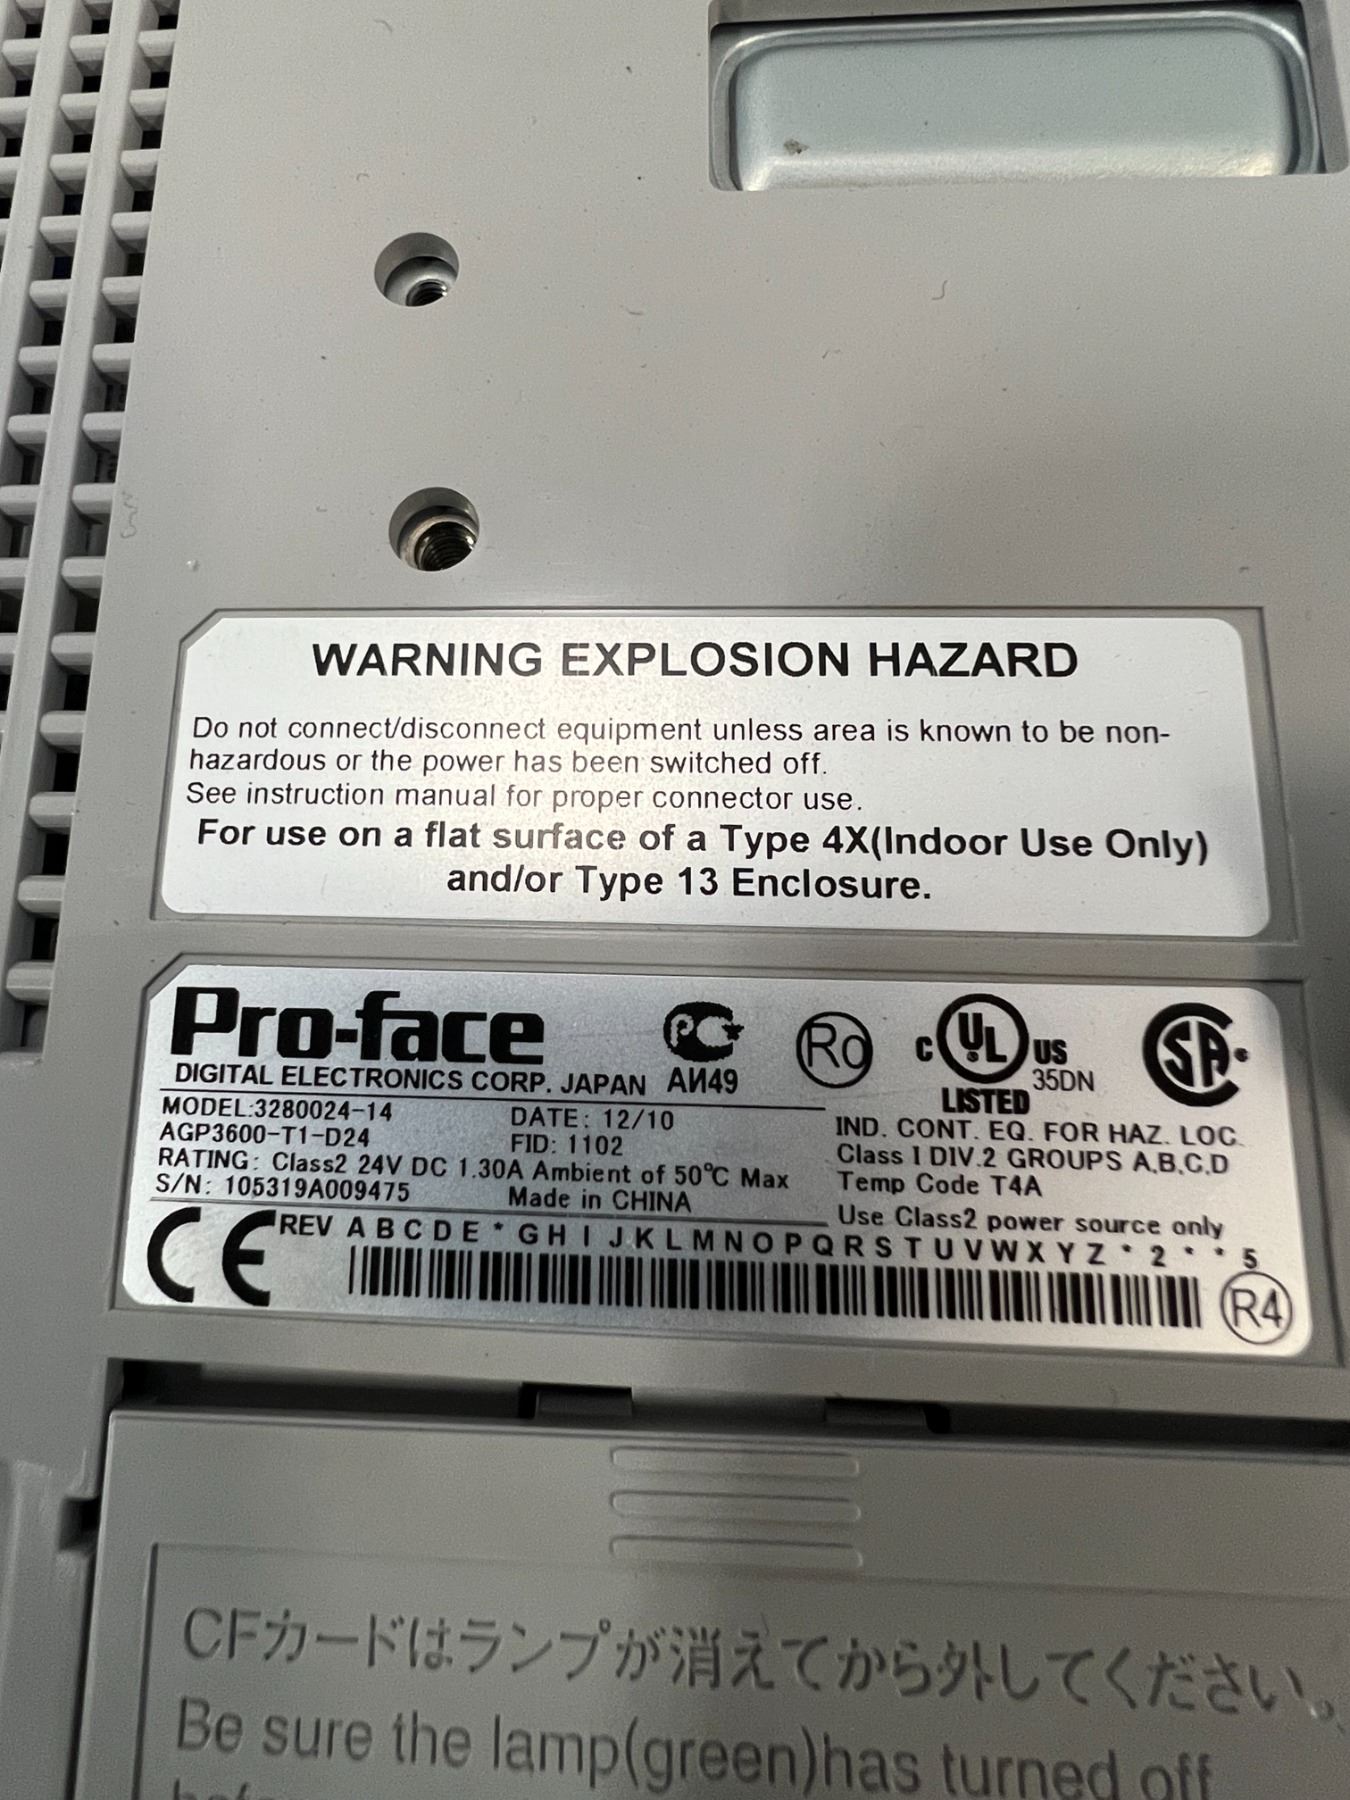 WARNING EXPLOSION HAZARD
Do not connect/disconnect equipment unless area is known to be non-
hazardous or the power has been switched off.
See instruction manual for proper connector use.
For use on a flat surface of a Type 4X(Indoor Use Only)
and/or Type 13 Enclosure.
Pro-face
DIGITAL ELECTRONICS CORP. JAPAN
АИ49
Ro
C UL US
LISTED
35DN
SA
MODEL:3280024-14
AGP3600-T1-D24
DATE: 12/10
FID: 1102
RATING: Class2 24V DC 1.30A Ambient of 50℃ Max
S/N: 105319A009475
Made in CHINA
IND. CONT. EQ. FOR HAZ. LOC.
Class I DIV.2 GROUPS A,B,C,D
Temp Code T4A
Use Class2 power source only
CE
REV A B C D E * G H I J K L M N O P Q R S T U V W X Y Z * 2 * * 5
R4
CFカードはランプが消えてから外してください。
Be sure the lamp(green)has turned off